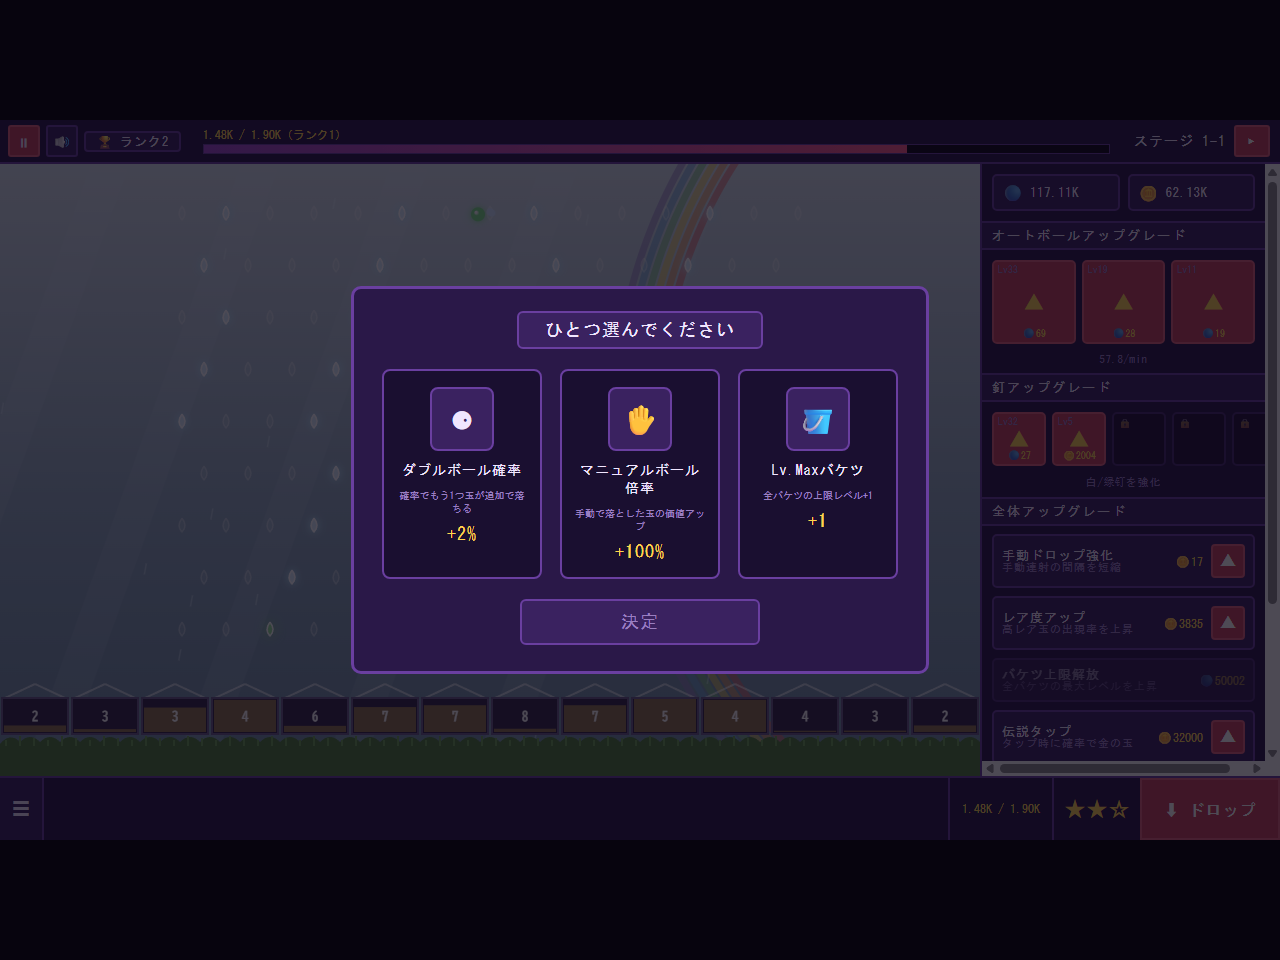 ランク2
1.48K / 1.90K (ランク1)
ステージ 1-1
117.11K
62.13K
オートボールアップグレード
Lv33
Lv19
Lv11
69
28
19
57.8/min
釘アップグレード
Lv22
Lv5
27
2004
白/緑釘を強化
全体アップグレード
手動ドロップ強化
手動連射の間隔を短縮
17
レア度アップ
高レア玉の出現率を上昇
3835
バケツ上限解放
全バケツの最大レベルを上昇
50002
伝説タップ
タップ時に確率で金の玉
32000
ひとつ選んでください
ダブルボール確率
確率でもう1つ玉が追加で落
ちる
+2%
マニュアルボール
倍率
手動で落とした玉の価値アッ
プ
+100%
Lv.Maxバケツ
全バケツの上限レベル+1
+1
決定
2 3 3 4 6 7 7 8 7 5 4 4 3 2
1.48K / 1.90K
ドロップ